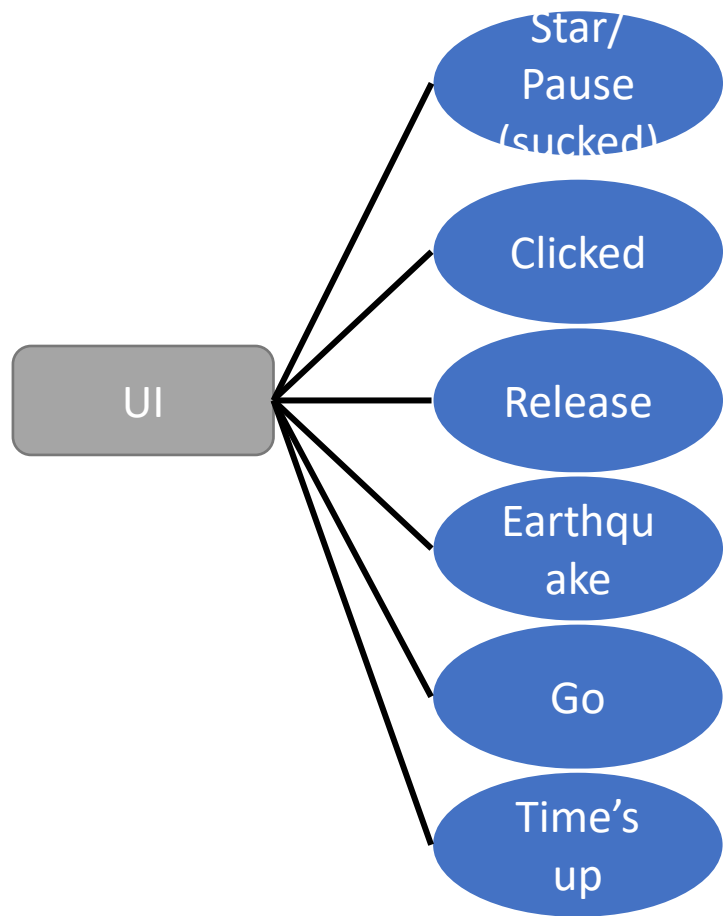 Star/
Pause
(sucked)
Clicked
UI
Release
Earthqu
ake
Go
Time's
up